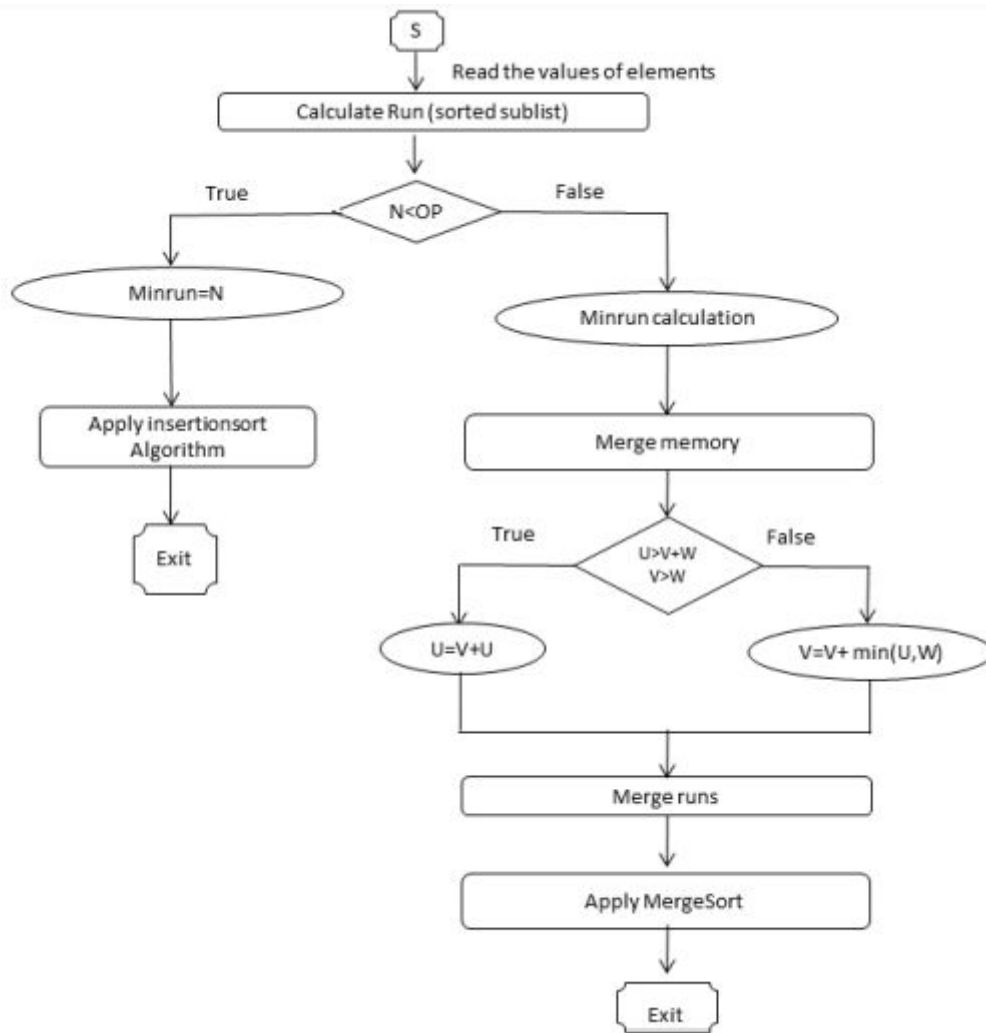 S
Read the values of elements
Calculate Run (sorted sublist)
True
False
N<OP
Minrun=N
Minrun calculation
Apply insertionsort
Algorithm
Merge memory
Exit
True
False
U>V+W
V>W
U=V+U
V=V+ min(U,W)
Merge runs
Apply MergeSort
Exit